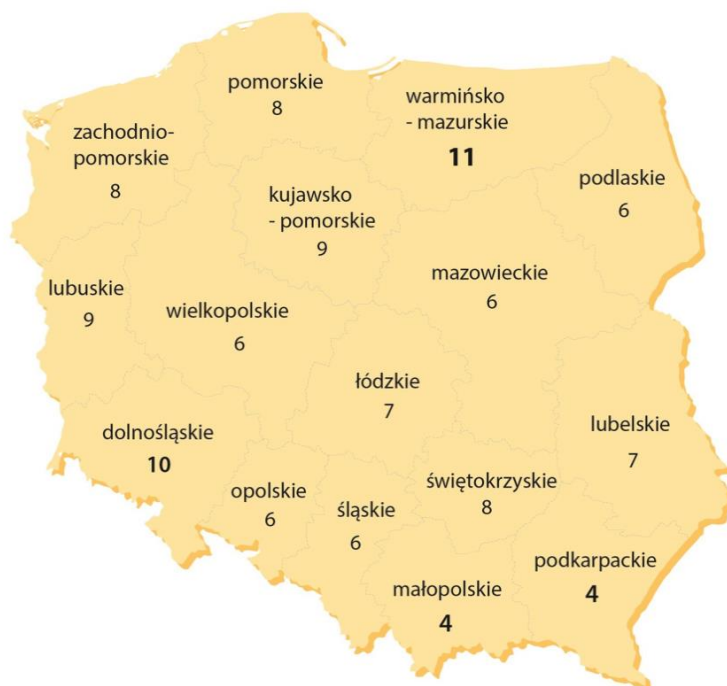 pomorskie
8
warmińsko
- mazurskie
11
zachodnio-
pomorskie
8
podlaskie
6
kujawsko
- pomorskie
9
mazowieckie
6
lubuskie
9
wielkopolskie
6
łódzkie
7
lubelskie
7
dolnośląskie
10
świętokrzyskie
8
opolskie
6
śląskie
6
podkarpackie
4
małopolskie
4